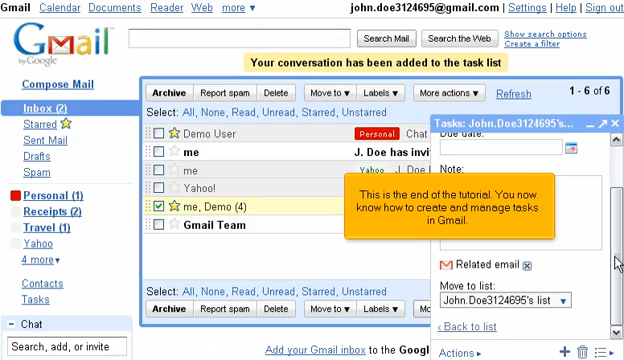 Gmail Calendar Documents Reader Web more ▾ john.doe3124695@gmail.com | Settings | Help | Sign out
Gmail
by Google
Search Mail Search the Web Show search options
Create a filter
Your conversation has been added to the task list
Compose Mail
Inbox (2)
Starred
Sent Mail
Drafts
Spam
Personal (1)
Receipts (2)
Travel (1)
Yahoo
4 more▾
Contacts
Tasks
− Chat
Search, add, or invite
Archive Report spam Delete Move to ▾ Labels ▾ More actions ▾ Refresh 1 - 6 of 6
Select: All, None, Read, Unread, Starred, Unstarred
Demo User Personal Chat
me J. Doe has invi
me Yahoo J. Doe
Yahoo!
me, Demo (4)
Gmail Team
Select: All, None, Read, Unread, Starred, Unstarred
Archive Report spam Delete Move to ▾ Labels ▾
Add your Gmail inbox to the Googl
Tasks: John.Doe3124695's...
Due date:
Note:
This is the end of the tutorial. You now
know how to create and manage tasks
in Gmail.
Related email
Move to list:
John.Doe3124695's list
‹ Back to list
Actions ▸